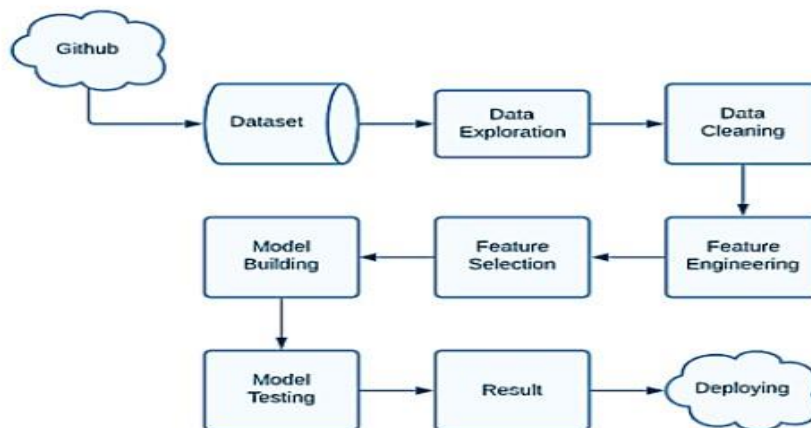 Github
Dataset
Data
Exploration
Data
Cleaning
Feature
Engineering
Feature
Selection
Model
Building
Model
Testing
Result
Deploying